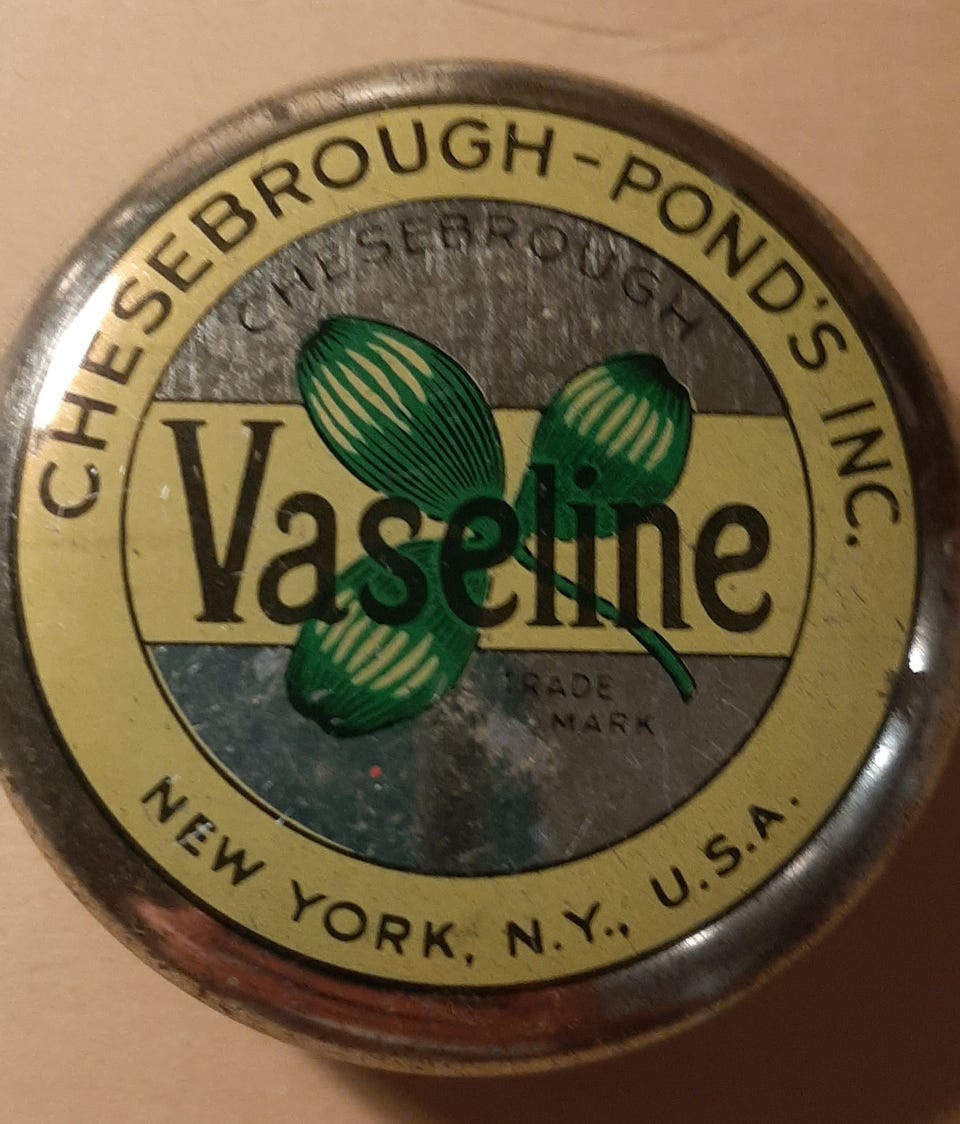 CHESEBROUGH - POND'S INC.
CHESEBROUGH
Vaseline
TRADE
MARK
NEW YORK, N.Y., U.S.A.